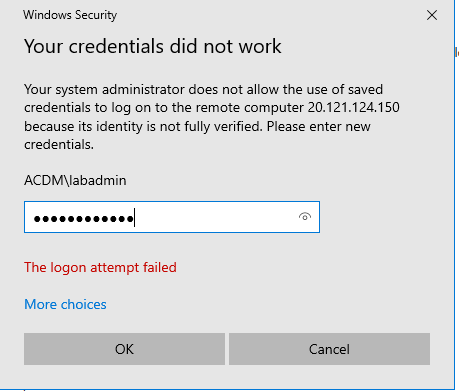 Windows Security
Your credentials did not work
Your system administrator does not allow the use of saved
credentials to log on to the remote computer 20.121.124.150
because its identity is not fully verified. Please enter new
credentials.
ACDM\labadmin
●●●●●●●●●●●●
The logon attempt failed
More choices
OK
Cancel